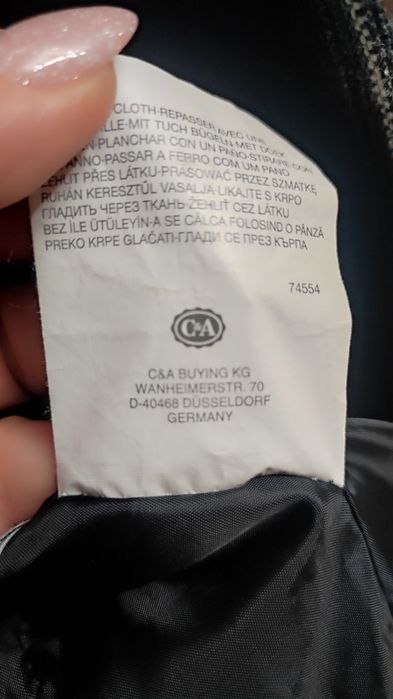 CLOTH-REPASSER AVEC UNE
MIT TUCH BÜGELN-MET DOEK
PLANCHAR CON UN PAÑO-STIRARE CON
PANNO-PASSAR A FERRO COM UM PANO
ŽEHLIT PŘES LÁTKU-PRASOWAĆ PRZEZ SZMATKĘ
RUHÁN KERESZTÜL VASALJA-LIKAJTE S KRPO
ГЛАДИТЬ ЧЕРЕЗ ТКАНЬ-ŽEHLIŤ CEZ LÁTKU
BEZ İLE ÜTÜLEYİN-A SE CĂLCA FOLOSIND O PÂNZĂ
PREKO KRPE GLAČATI-ГЛАДИ СЕ ПРЕЗ КЪРПА
74554
C&A
C&A BUYING KG
WANHEIMERSTR. 70
D-40468 DÜSSELDORF
GERMANY